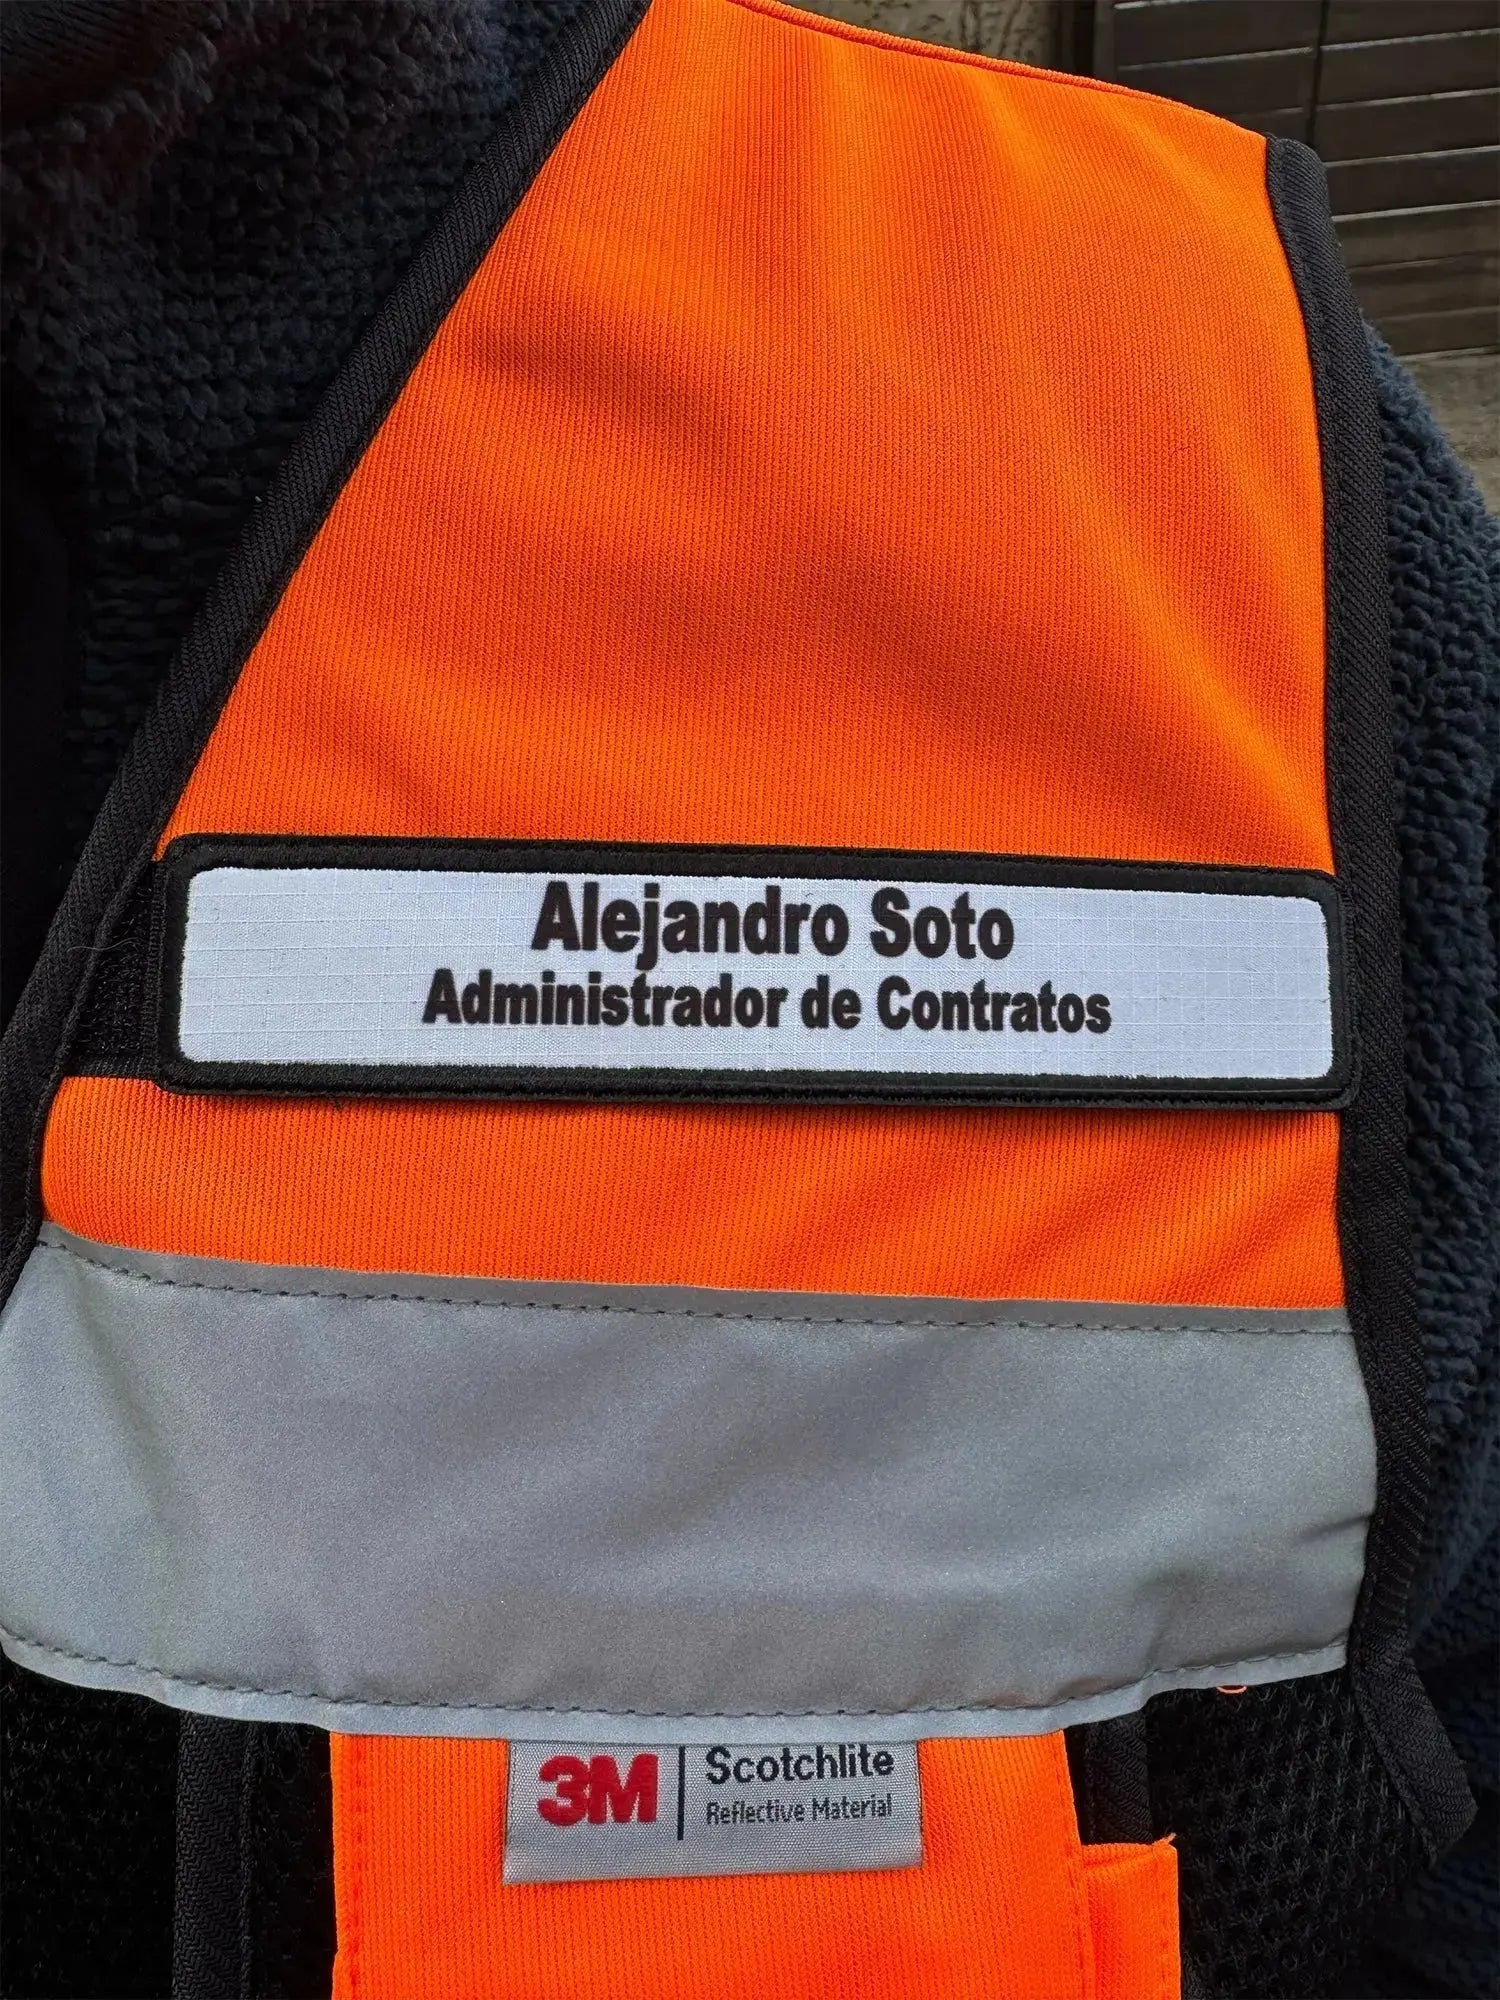 Alejandro Soto
Administrador de Contratos
3M Scotchlite
Reflective Material